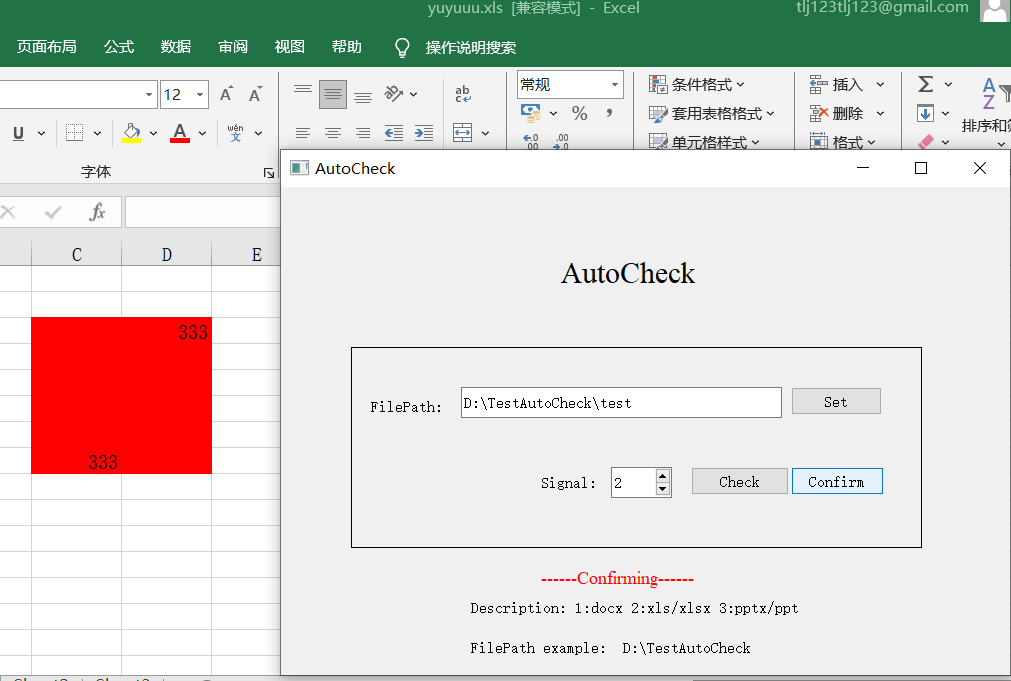 yuyuuu.xls [兼容模式] - Excel
tlj123tlj123@gmail.com
页面布局 公式 数据 审阅 视图 帮助 操作说明搜索
12 A A ab 常规 条件格式 插入 Σ
U A wén 文 % , 套用表格格式 删除 排序和
单元格样式 格式
字体
fx
C D E
333
333
AutoCheck
AutoCheck
FilePath: D:\TestAutoCheck\test Set
Signal: 2 Check Confirm
------Confirming------
Description: 1:docx 2:xls/xlsx 3:pptx/ppt
FilePath example: D:\TestAutoCheck